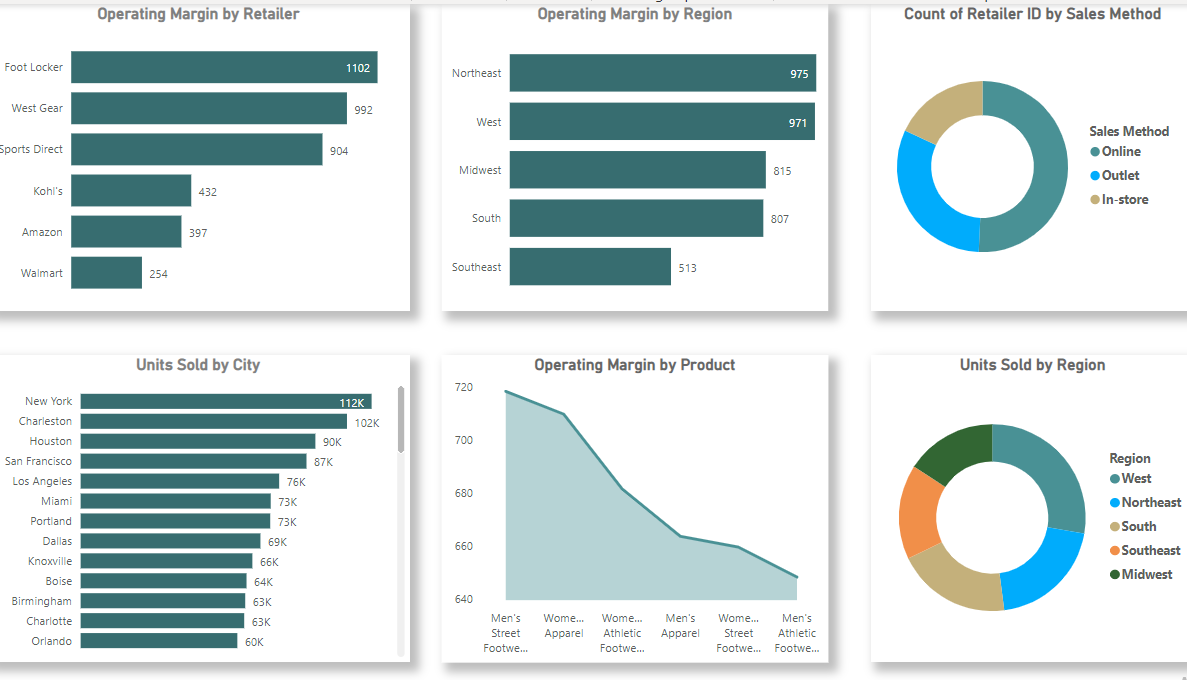 Operating Margin by Retailer
Foot Locker 1102
West Gear 992
Sports Direct 904
Kohl's 432
Amazon 397
Walmart 254
Operating Margin by Region
Northeast 975
West 971
Midwest 815
South 807
Southeast 513
Count of Retailer ID by Sales Method
Sales Method
Online
Outlet
In-store
Units Sold by City
New York 112K
Charleston 102K
Houston 90K
San Francisco 87K
Los Angeles 76K
Miami 73K
Portland 73K
Dallas 69K
Knoxville 66K
Boise 64K
Birmingham 63K
Charlotte 63K
Orlando 60K
Operating Margin by Product
720
700
680
660
640
Men's Wome... Wome... Men's Wome... Men's
Street Apparel Athletic Apparel Street Athletic
Footwe... Footwe... Footwe... Footwe...
Units Sold by Region
Region
West
Northeast
South
Southeast
Midwest